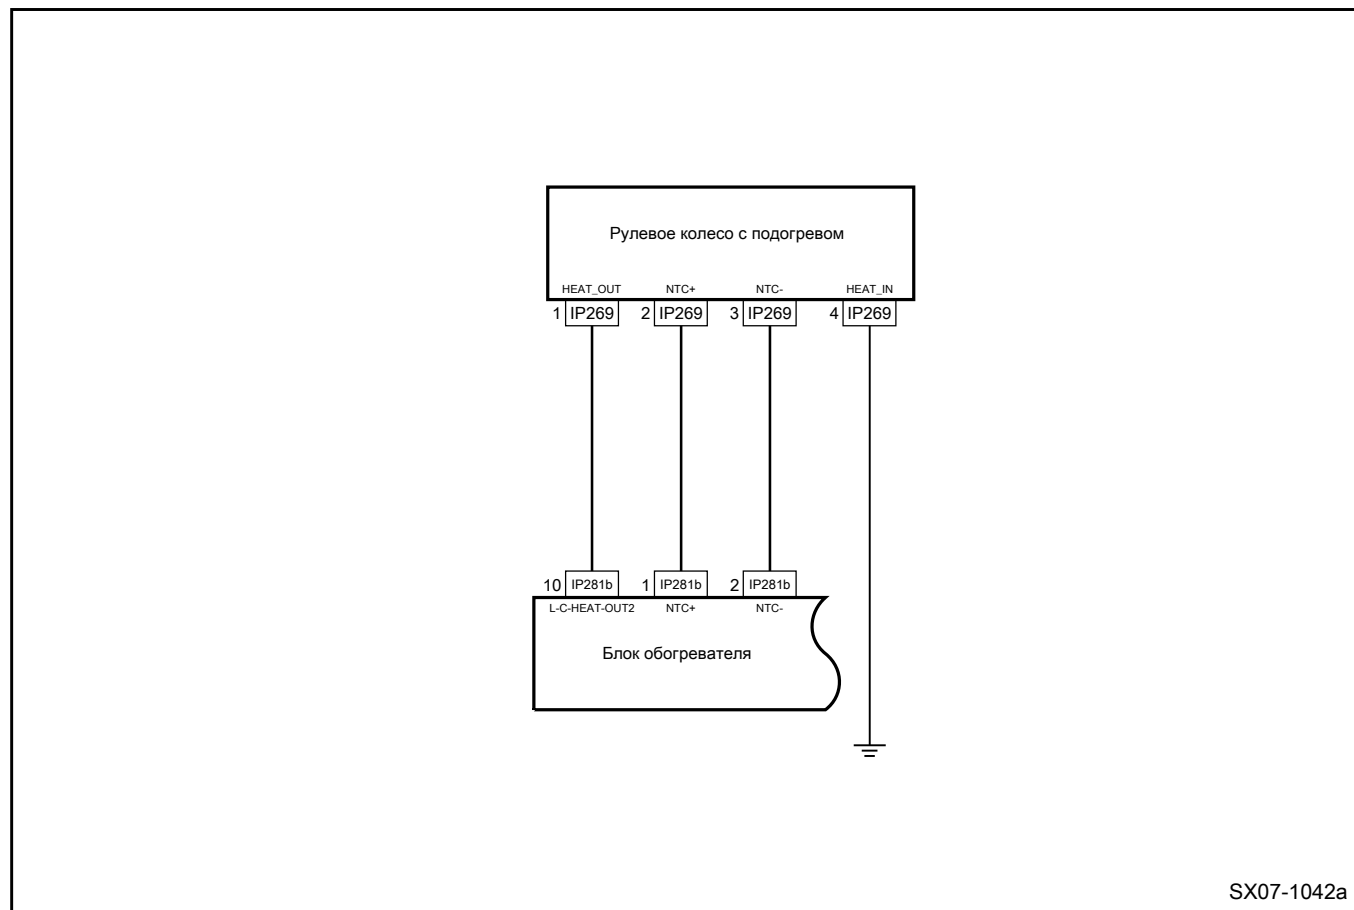 Рулевое колесо с подогревом
HEAT_OUT NTC+ NTC- HEAT_IN
1 IP269 2 IP269 3 IP269 4 IP269
10 IP281b 1 IP281b 2 IP281b
L-C-HEAT-OUT2 NTC+ NTC-
Блок обогревателя
SX07-1042a